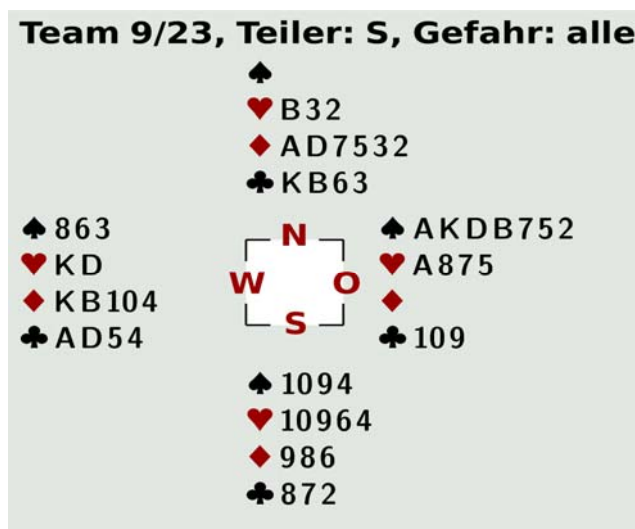 Team 9/23, Teiler: S, Gefahr: alle
♠
♥ B32
♦ AD7532
♣ KB63
♠ 863
♥ KD
♦ KB104
♣ AD54
N
W O
S
♠ AKDB752
♥ A875
♦
♣ 109
♠ 1094
♥ 10964
♦ 986
♣ 872